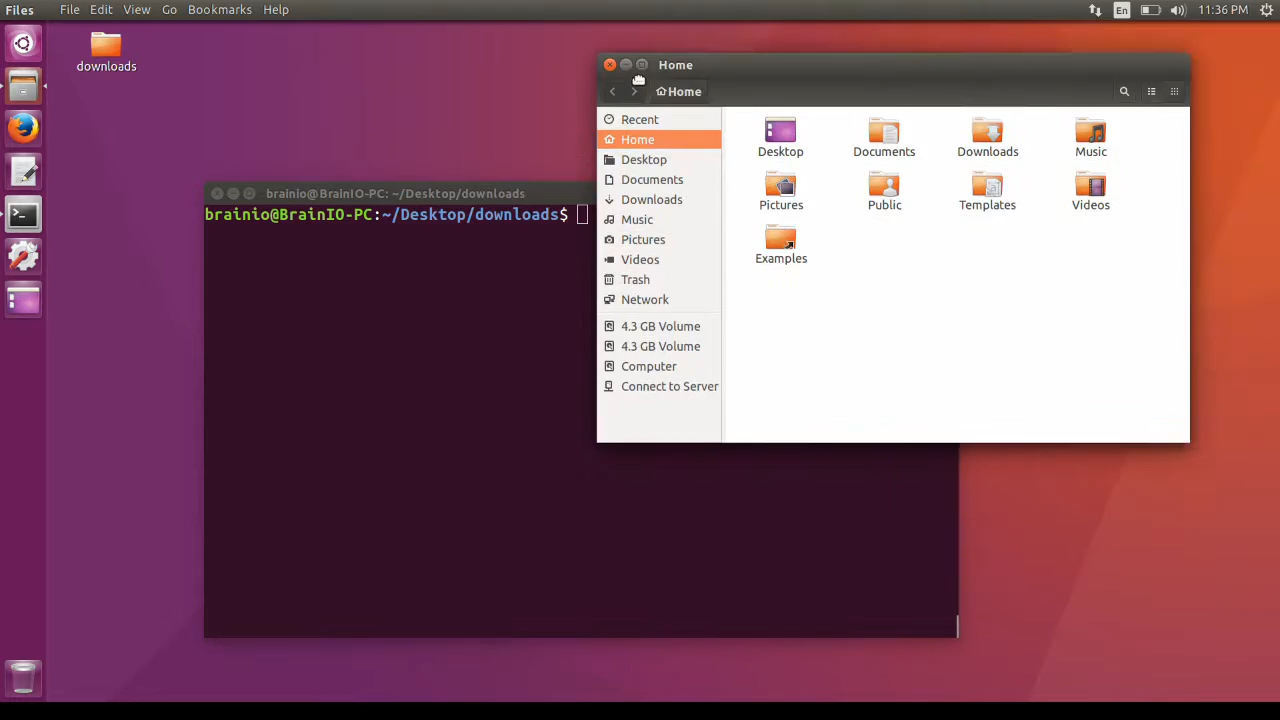 Files File Edit View Go Bookmarks Help En 11:36 PM
downloads
Home
Home
Recent
Home
Desktop
Documents
Downloads
Music
Pictures
Videos
Trash
Network
4.3 GB Volume
4.3 GB Volume
Computer
Connect to Server
Desktop Documents Downloads Music
Pictures Public Templates Videos
Examples
brainio@BrainIO-PC: ~/Desktop/downloads
brainio@BrainIO-PC:~/Desktop/downloads$